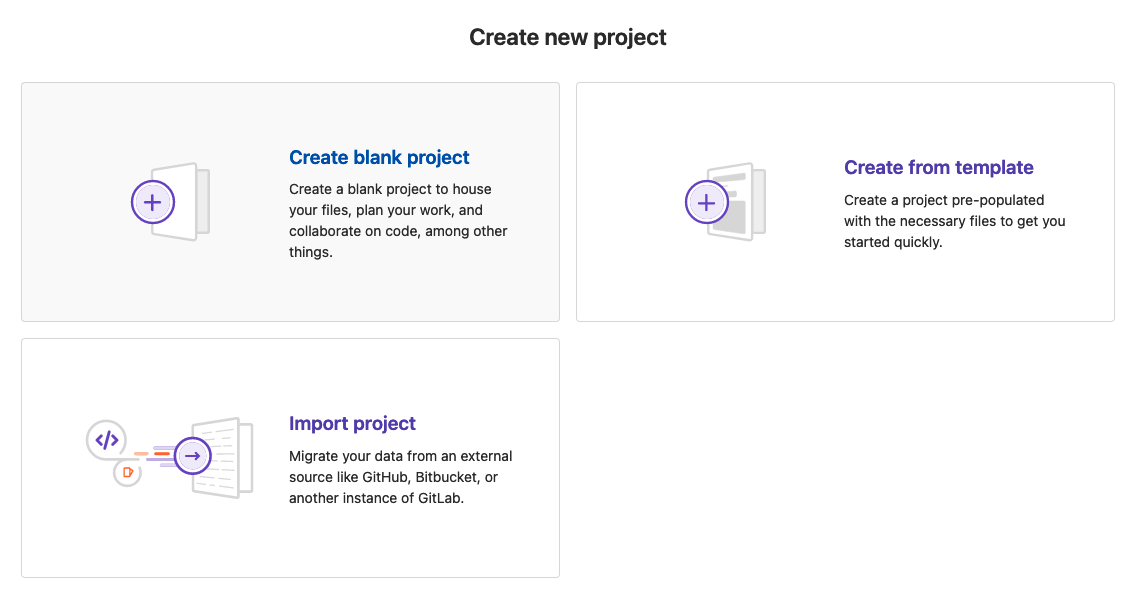 Create new project
Create blank project
Create a blank project to house
your files, plan your work, and
collaborate on code, among other
things.
Create from template
Create a project pre-populated
with the necessary files to get you
started quickly.
Import project
Migrate your data from an external
source like GitHub, Bitbucket, or
another instance of GitLab.